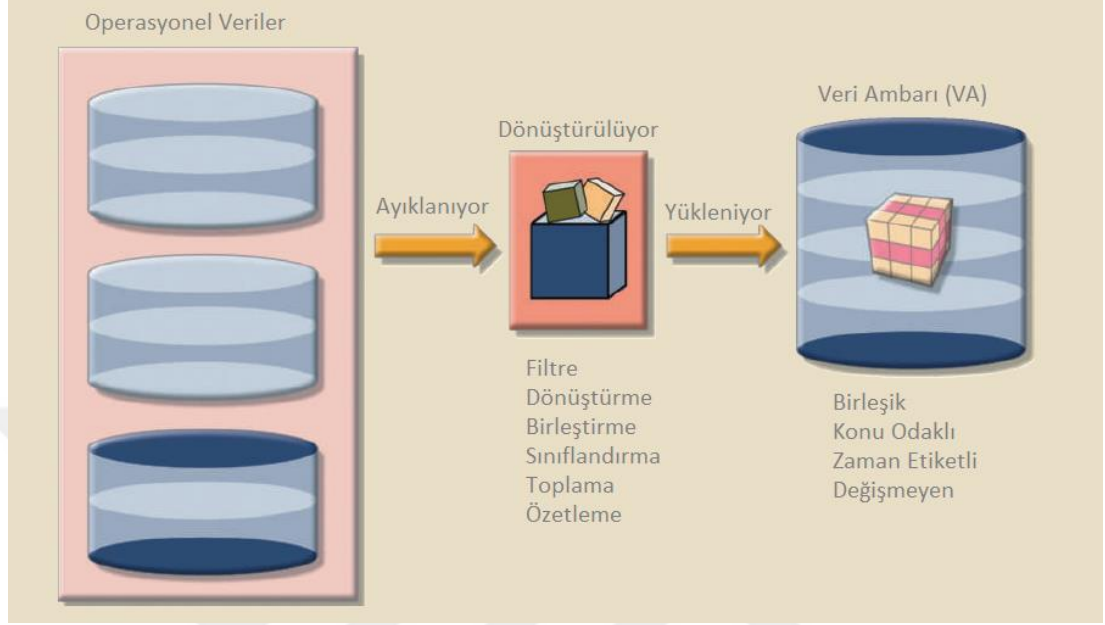 Operasyonel Veriler
Ayıklanıyor
Dönüştürülüyor
Filtre
Dönüştürme
Birleştirme
Sınıflandırma
Toplama
Özetleme
Yükleniyor
Veri Ambarı (VA)
Birleşik
Konu Odaklı
Zaman Etiketli
Değişmeyen